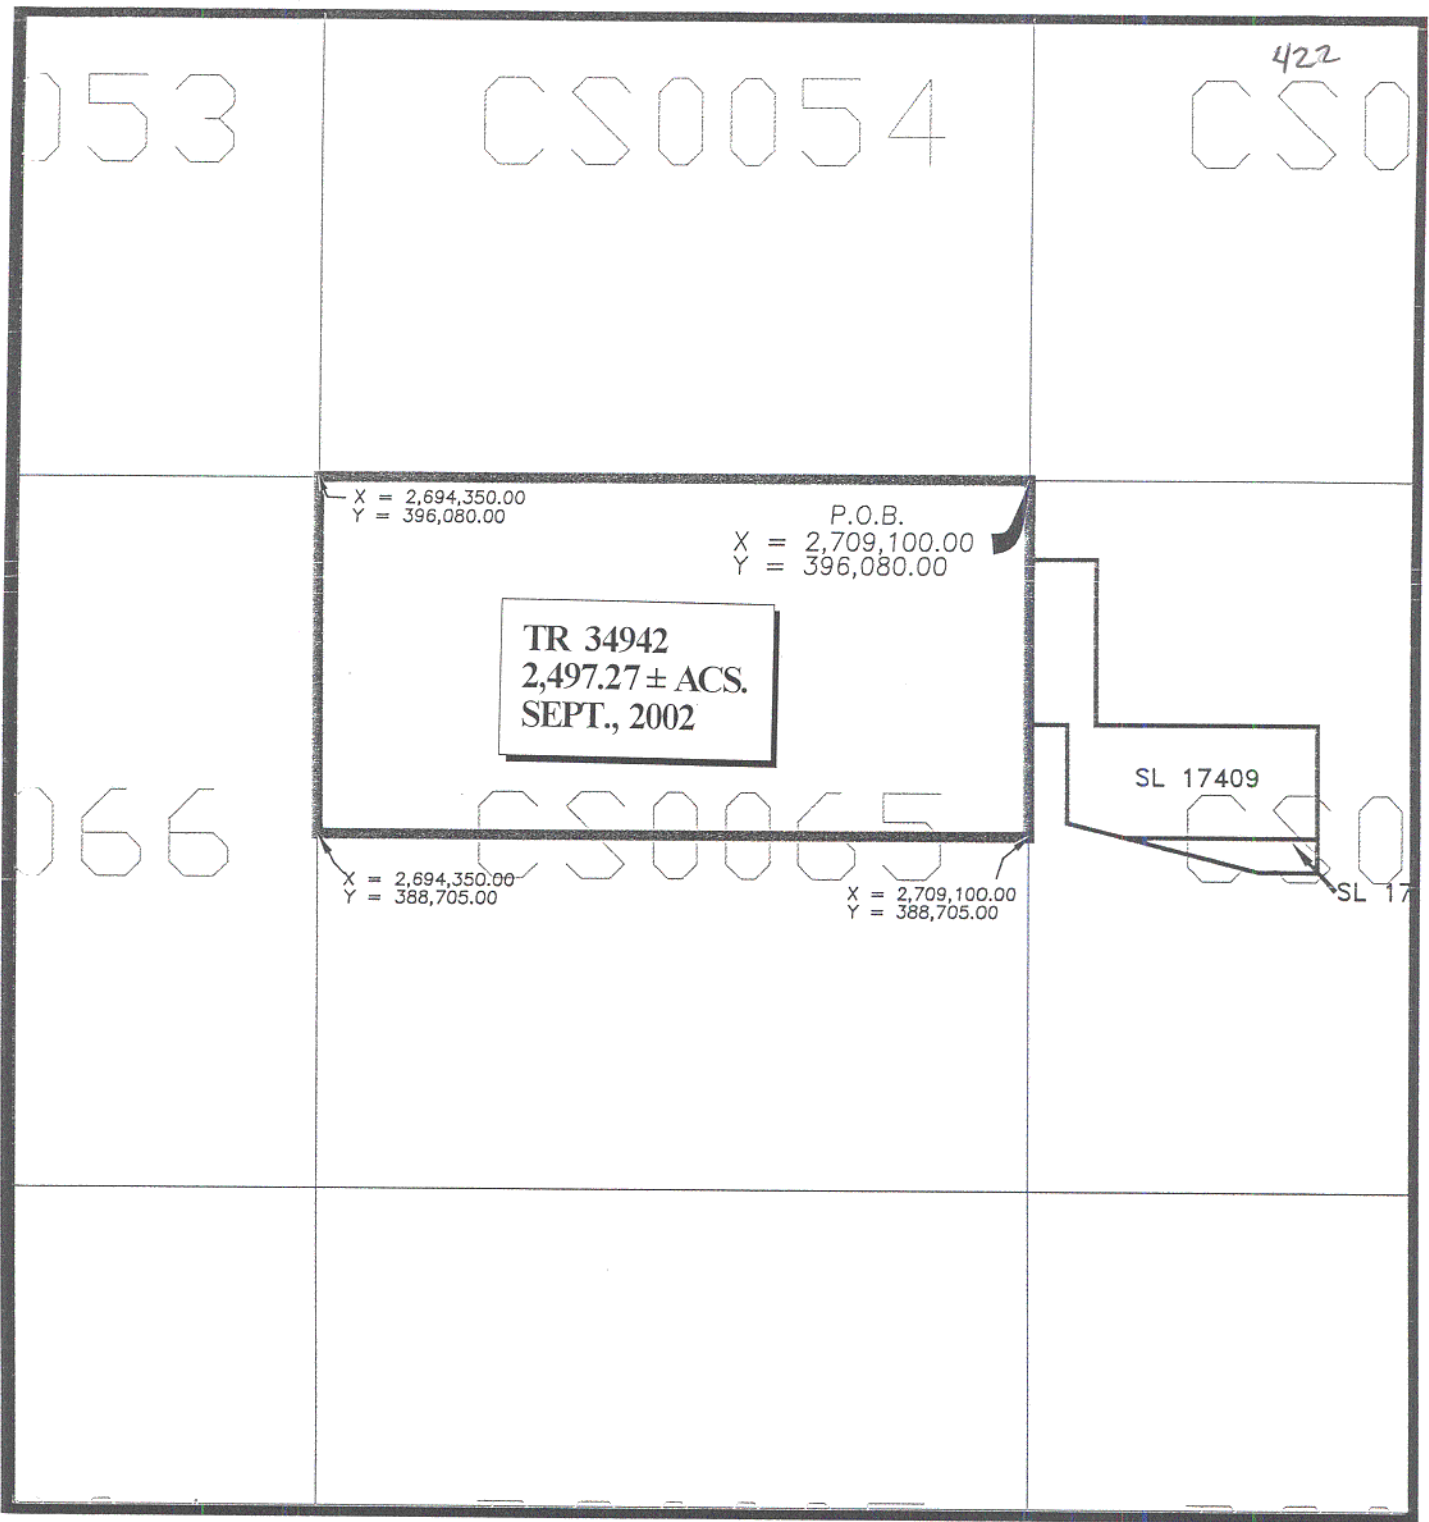 422
053
CS0054
CS0
X = 2,694,350.00
Y = 396,080.00
P.O.B.
X = 2,709,100.00
Y = 396,080.00
TR 34942
2,497.27 ± ACS.
SEPT., 2002
SL 17409
066
CS0065
CS0
X = 2,694,350.00
Y = 388,705.00
X = 2,709,100.00
Y = 388,705.00
SL 17